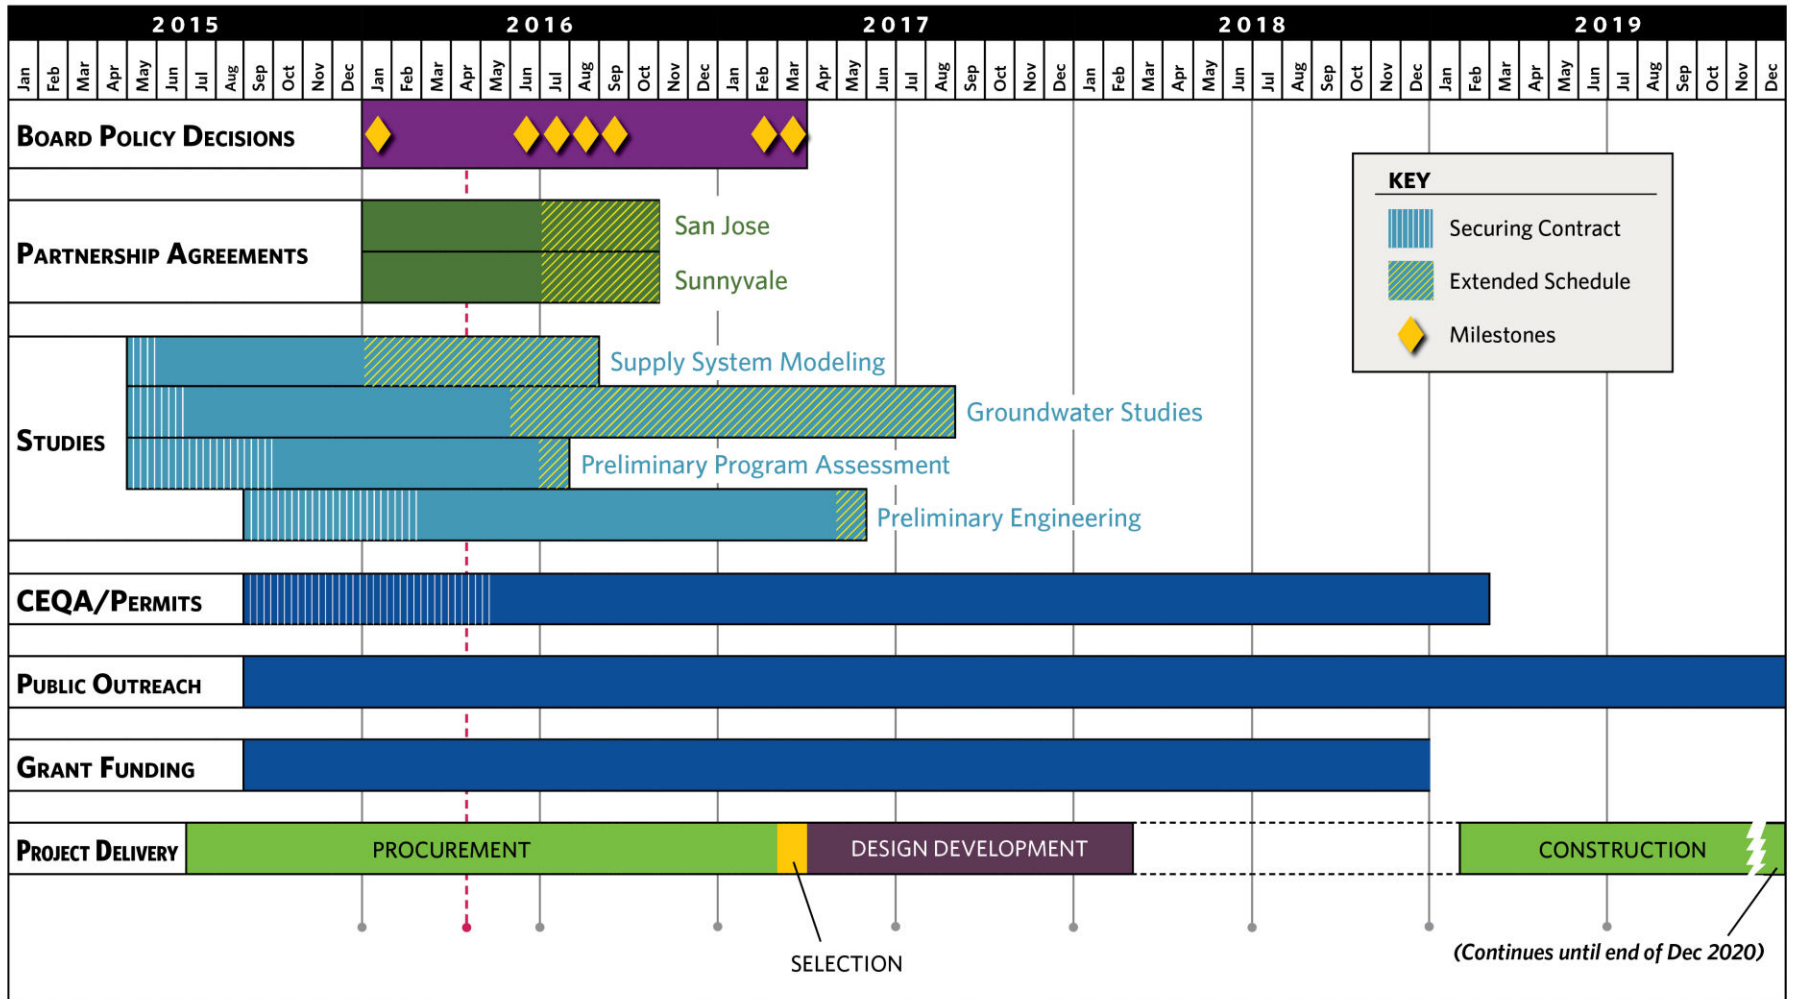 2015 2016 2017 2018 2019
Jan Feb Mar Apr May Jun Jul Aug Sep Oct Nov Dec Jan Feb Mar Apr May Jun Jul Aug Sep Oct Nov Dec Jan Feb Mar Apr May Jun Jul Aug Sep Oct Nov Dec Jan Feb Mar Apr May Jun Jul Aug Sep Oct Nov Dec Jan Feb Mar Apr May Jun Jul Aug Sep Oct Nov Dec
BOARD POLICY DECISIONS
KEY
Securing Contract
Extended Schedule
Milestones
PARTNERSHIP AGREEMENTS
San Jose
Sunnyvale
STUDIES
Supply System Modeling
Groundwater Studies
Preliminary Program Assessment
Preliminary Engineering
CEQA/PERMITS
PUBLIC OUTREACH
GRANT FUNDING
PROJECT DELIVERY PROCUREMENT DESIGN DEVELOPMENT CONSTRUCTION
SELECTION
(Continues until end of Dec 2020)